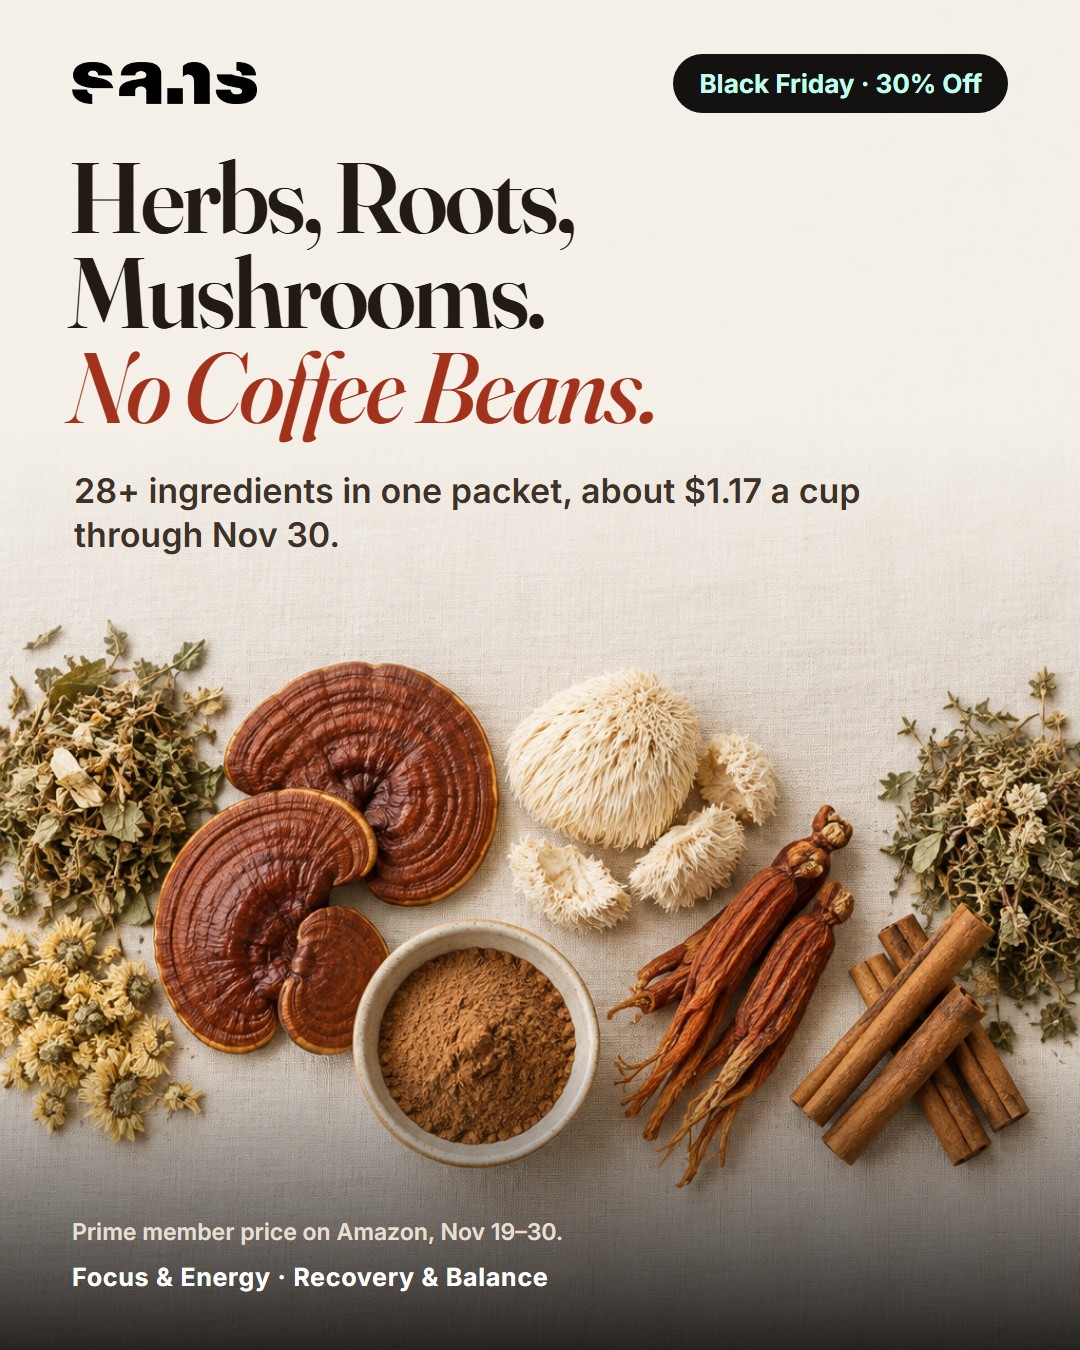 sans
Black Friday · 30% Off
Herbs, Roots,
Mushrooms.
No Coffee Beans.
28+ ingredients in one packet, about $1.17 a cup
through Nov 30.
Prime member price on Amazon, Nov 19–30.
Focus & Energy · Recovery & Balance